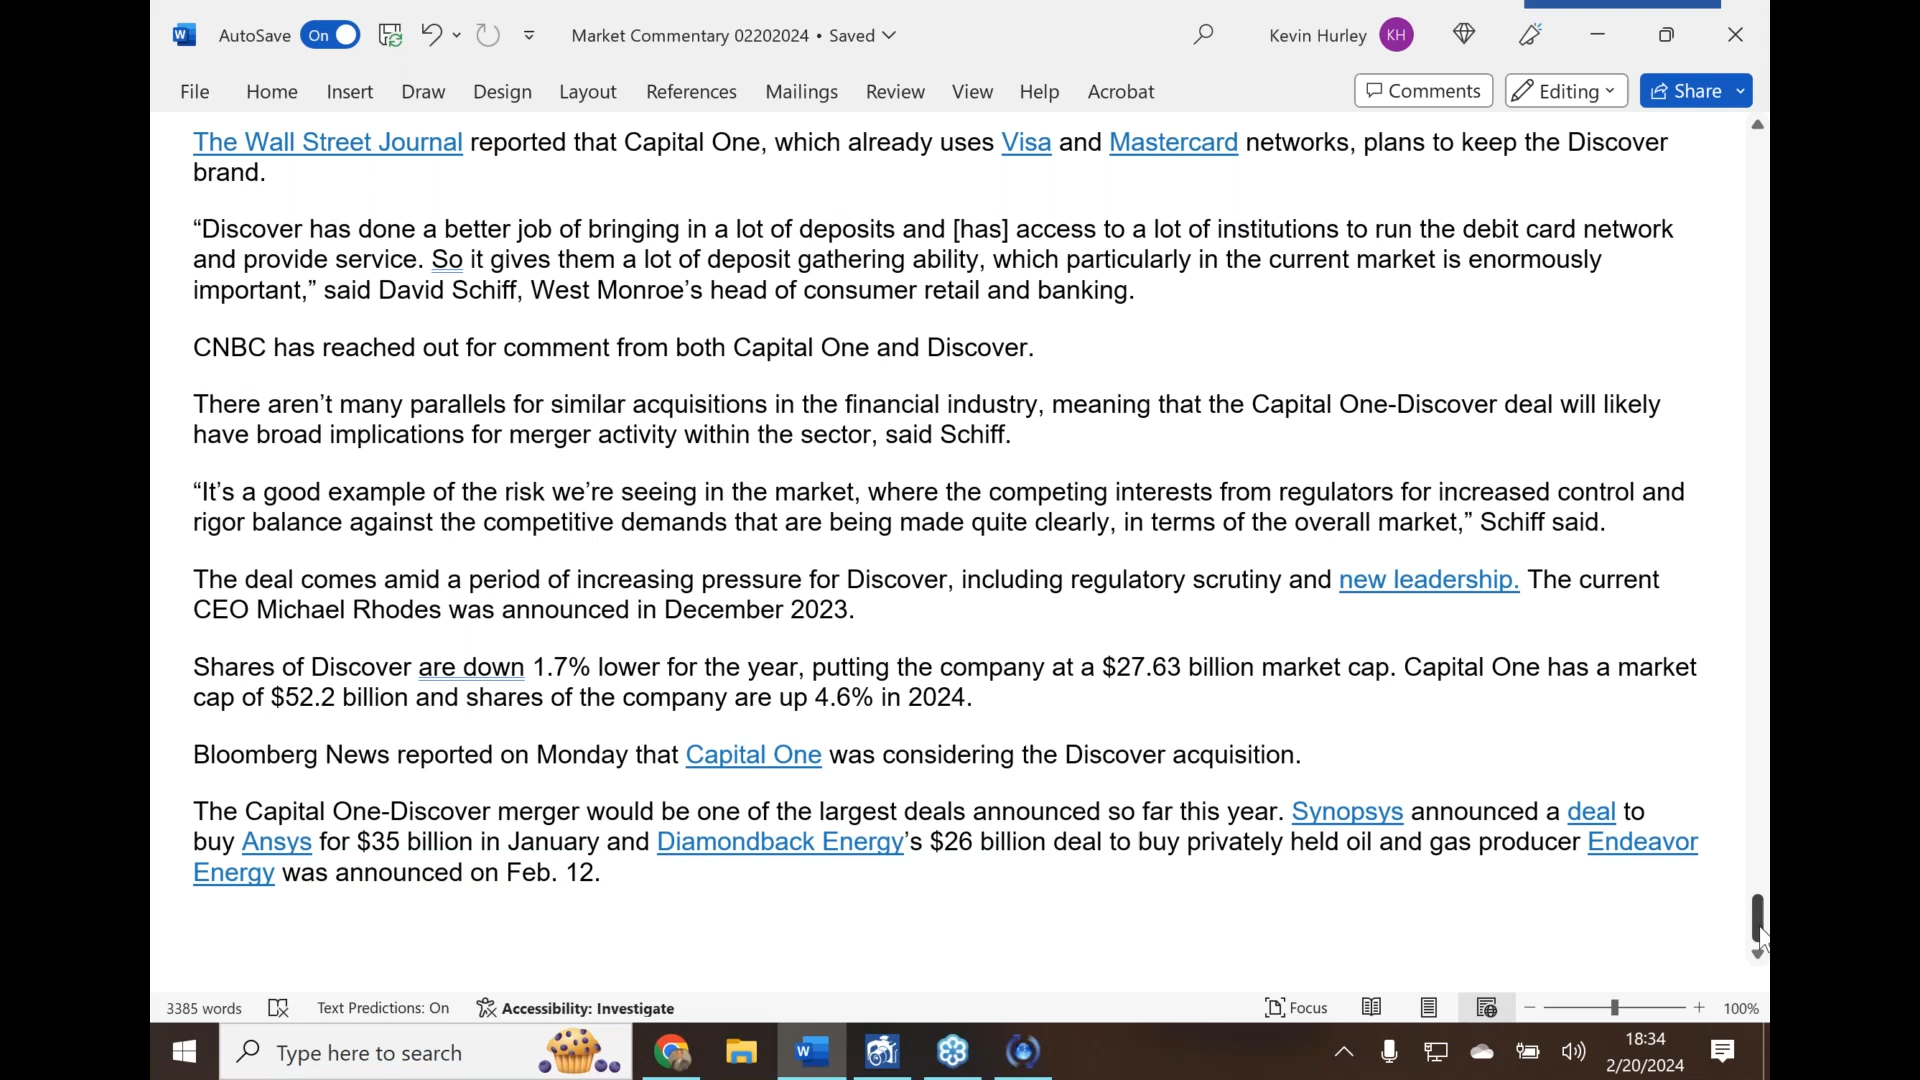 AutoSave On Market Commentary 02202024 • Saved Kevin Hurley KH
File Home Insert Draw Design Layout References Mailings Review View Help Acrobat Comments Editing Share
The Wall Street Journal reported that Capital One, which already uses Visa and Mastercard networks, plans to keep the Discover
brand.
“Discover has done a better job of bringing in a lot of deposits and [has] access to a lot of institutions to run the debit card network
and provide service. So it gives them a lot of deposit gathering ability, which particularly in the current market is enormously
important,” said David Schiff, West Monroe’s head of consumer retail and banking.
CNBC has reached out for comment from both Capital One and Discover.
There aren’t many parallels for similar acquisitions in the financial industry, meaning that the Capital One-Discover deal will likely
have broad implications for merger activity within the sector, said Schiff.
“It’s a good example of the risk we’re seeing in the market, where the competing interests from regulators for increased control and
rigor balance against the competitive demands that are being made quite clearly, in terms of the overall market,” Schiff said.
The deal comes amid a period of increasing pressure for Discover, including regulatory scrutiny and new leadership. The current
CEO Michael Rhodes was announced in December 2023.
Shares of Discover are down 1.7% lower for the year, putting the company at a $27.63 billion market cap. Capital One has a market
cap of $52.2 billion and shares of the company are up 4.6% in 2024.
Bloomberg News reported on Monday that Capital One was considering the Discover acquisition.
The Capital One-Discover merger would be one of the largest deals announced so far this year. Synopsys announced a deal to
buy Ansys for $35 billion in January and Diamondback Energy’s $26 billion deal to buy privately held oil and gas producer Endeavor
Energy was announced on Feb. 12.
3385 words Text Predictions: On Accessibility: Investigate Focus 100%
Type here to search
18:34
2/20/2024